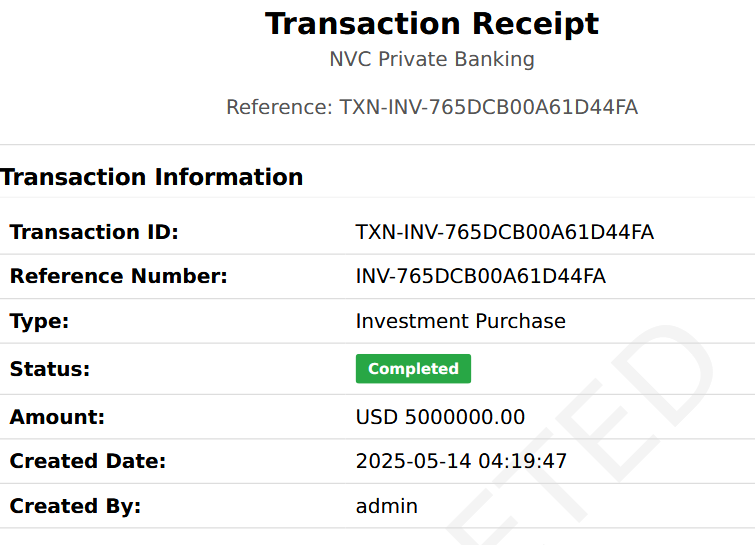 Transaction Receipt
NVC Private Banking
Reference: TXN-INV-765DCB00A61D44FA
Transaction Information
Transaction ID: TXN-INV-765DCB00A61D44FA
Reference Number: INV-765DCB00A61D44FA
Type: Investment Purchase
Status: Completed
Amount: USD 5000000.00
Created Date: 2025-05-14 04:19:47
Created By: admin
ETED